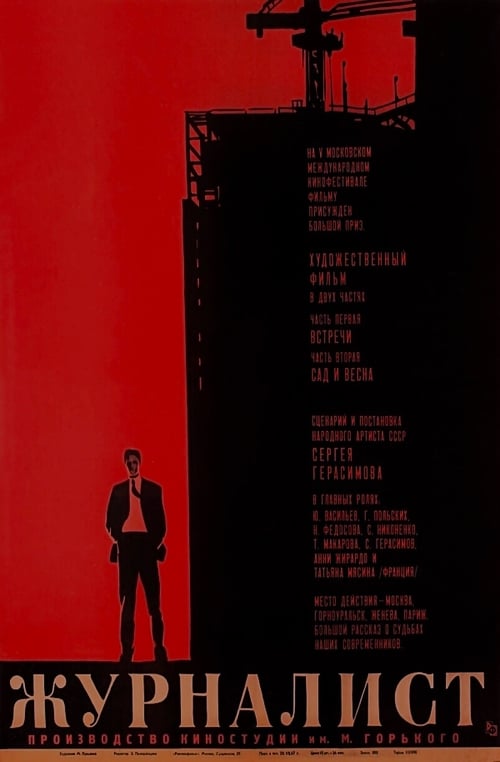 НА V МОСКОВСКОМ
МЕЖДУНАРОДНОМ
КИНОФЕСТИВАЛЕ
ФИЛЬМУ
ПРИСУЖДЕН
БОЛЬШОЙ ПРИЗ.
ХУДОЖЕСТВЕННЫЙ
ФИЛЬМ
В ДВУХ ЧАСТЯХ
ЧАСТЬ ПЕРВАЯ
ВСТРЕЧИ
ЧАСТЬ ВТОРАЯ
САД И ВЕСНА
СЦЕНАРИЙ И ПОСТАНОВКА
НАРОДНОГО АРТИСТА СССР
СЕРГЕЯ
ГЕРАСИМОВА
В ГЛАВНЫХ РОЛЯХ:
Ю. ВАСИЛЬЕВ, Г. ПОЛЬСКИХ,
Н. ФЕДОСОВА, С. НИКОНЕНКО,
Т. МАКАРОВА, С. ГЕРАСИМОВ,
АННИ ЖИРАРДО И
ТАТЬЯНА МЯСИНА /ФРАНЦИЯ/
МЕСТО ДЕЙСТВИЯ – МОСКВА,
ГОРНОУРАЛЬСК, ЖЕНЕВА, ПАРИЖ.
БОЛЬШОЙ РАССКАЗ О СУДЬБАХ
НАШИХ СОВРЕМЕННИКОВ.
ЖУРНАЛИСТ
ПРОИЗВОДСТВО КИНОСТУДИИ ИМ. М. ГОРЬКОГО